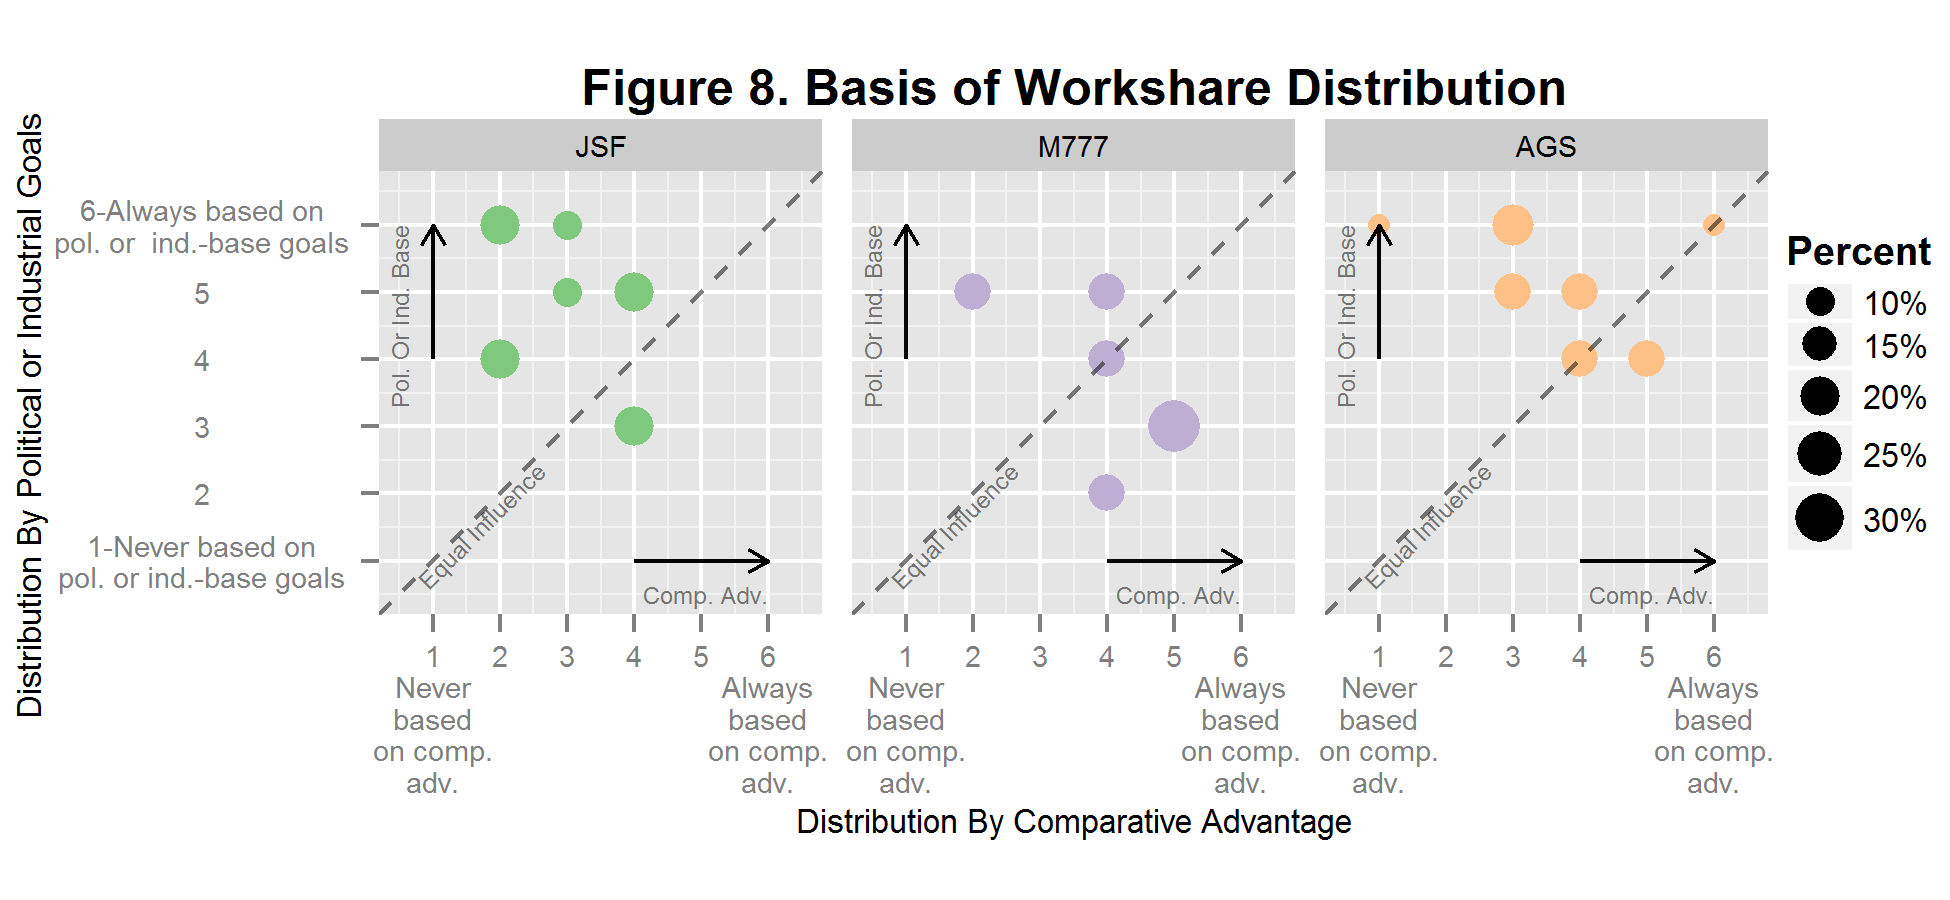 Figure 8. Basis of Workshare Distribution
JSF
M777
AGS
Distribution By Political or Industrial Goals
6-Always based on
pol. or  ind.-base goals
5
4
3
2
1-Never based on
pol. or ind.-base goals
Pol. Or Ind. Base
Equal Influence
Comp. Adv.
Pol. Or Ind. Base
Equal Influence
Comp. Adv.
Pol. Or Ind. Base
Equal Influence
Comp. Adv.
1 2 3 4 5 6
Never
based
on comp.
adv.
Always
based
on comp.
adv.
1 2 3 4 5 6
Never
based
on comp.
adv.
Always
based
on comp.
adv.
1 2 3 4 5 6
Never
based
on comp.
adv.
Always
based
on comp.
adv.
Distribution By Comparative Advantage
Percent
10%
15%
20%
25%
30%